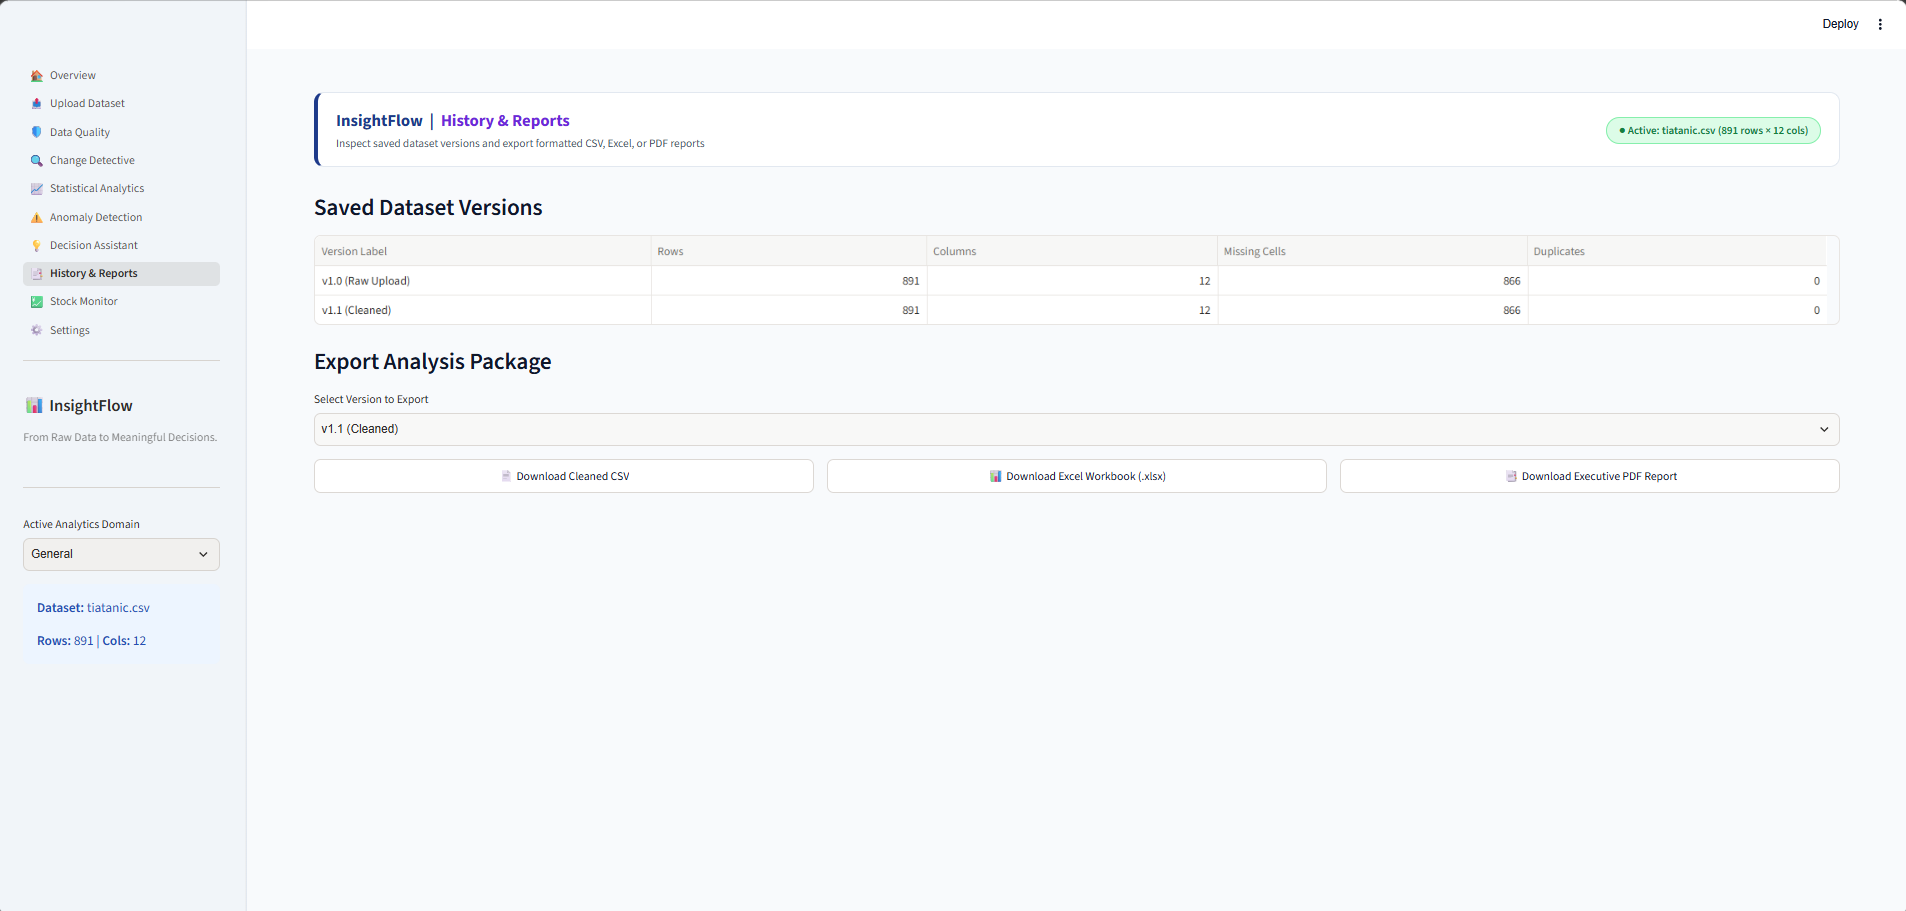 Deploy
Overview
Upload Dataset
Data Quality
Change Detective
Statistical Analytics
Anomaly Detection
Decision Assistant
History & Reports
Stock Monitor
Settings
InsightFlow
From Raw Data to Meaningful Decisions.
Active Analytics Domain
General
Dataset: tiatanic.csv
Rows: 891 | Cols: 12
InsightFlow | History & Reports
Inspect saved dataset versions and export formatted CSV, Excel, or PDF reports
● Active: tiatanic.csv (891 rows × 12 cols)
Saved Dataset Versions
Version Label Rows Columns Missing Cells Duplicates
v1.0 (Raw Upload) 891 12 866 0
v1.1 (Cleaned) 891 12 866 0
Export Analysis Package
Select Version to Export
v1.1 (Cleaned)
Download Cleaned CSV
Download Excel Workbook (.xlsx)
Download Executive PDF Report